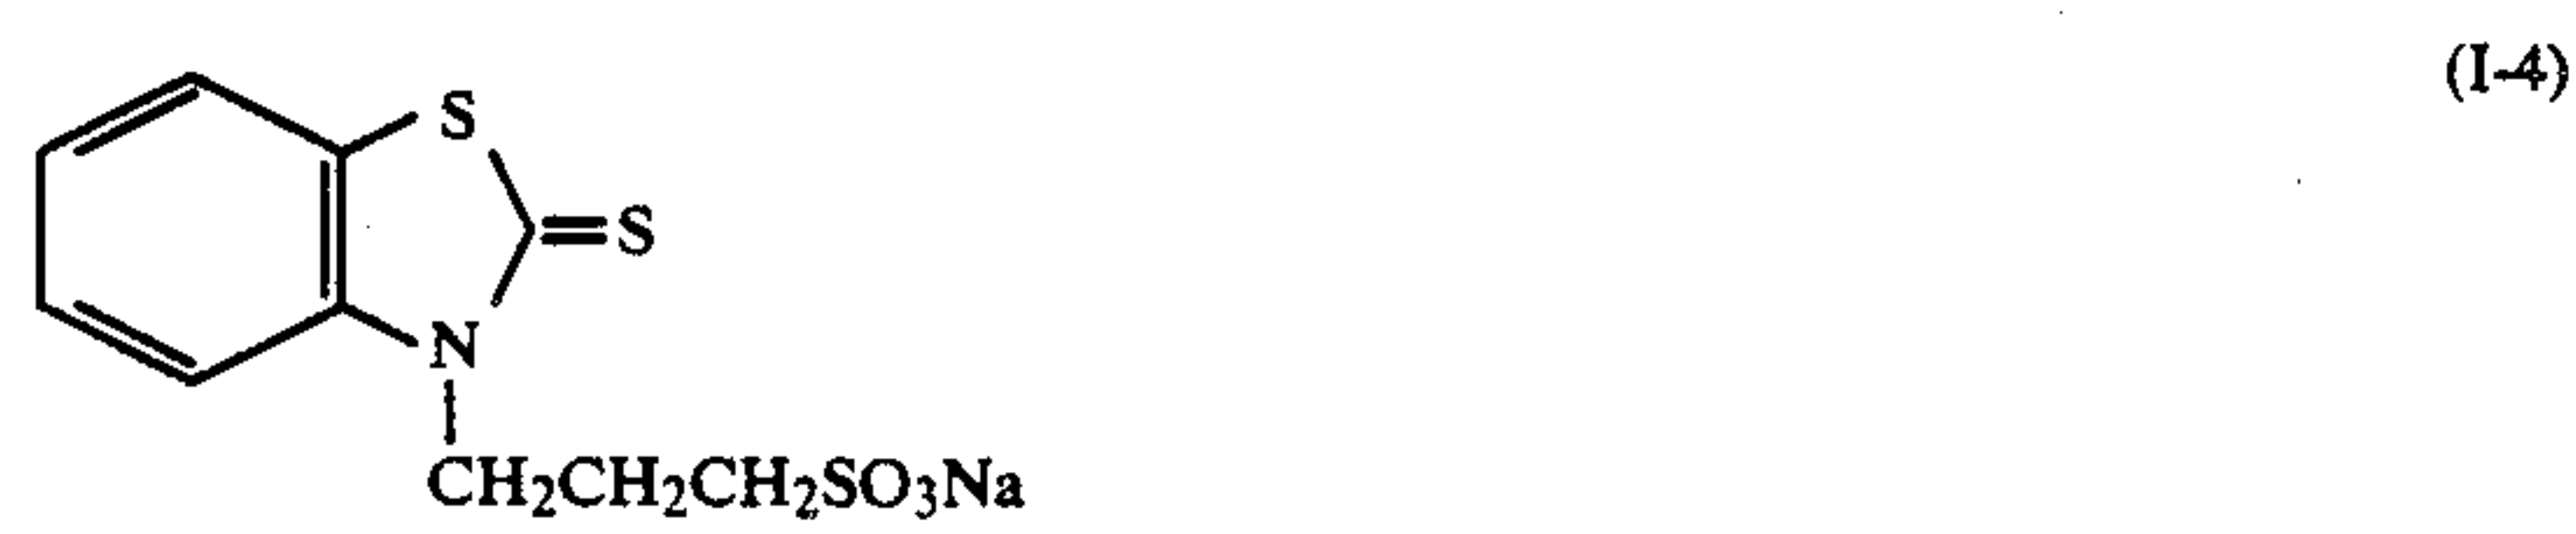 (I-4)
S
=S
N
CH₂CH₂CH₂SO₃Na